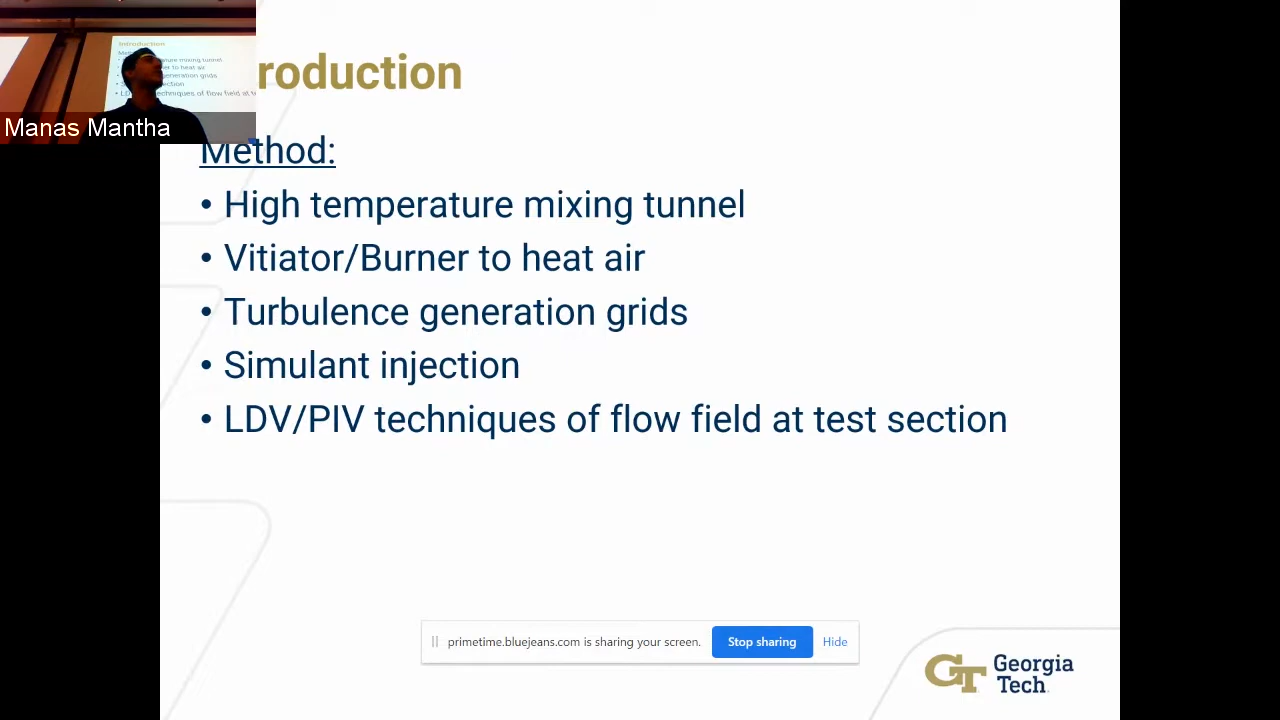 roduction
Manas Mantha
Method:
• High temperature mixing tunnel
• Vitiator/Burner to heat air
• Turbulence generation grids
• Simulant injection
• LDV/PIV techniques of flow field at test section
primetime.bluejeans.com is sharing your screen.
Stop sharing
Hide
GT Georgia
Tech